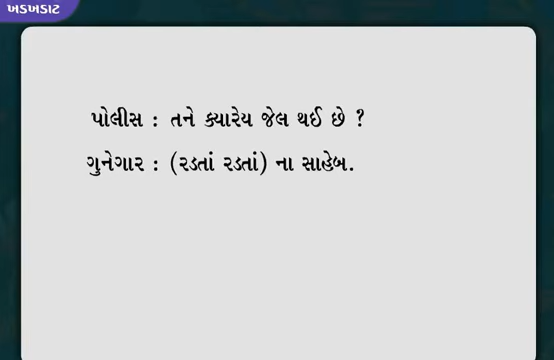 ખડખડાટ
પોલીસ : તને ક્યારેય જેલ થઈ છે ?
ગુનેગાર : (રડતાં રડતાં) ના સાહેબ.